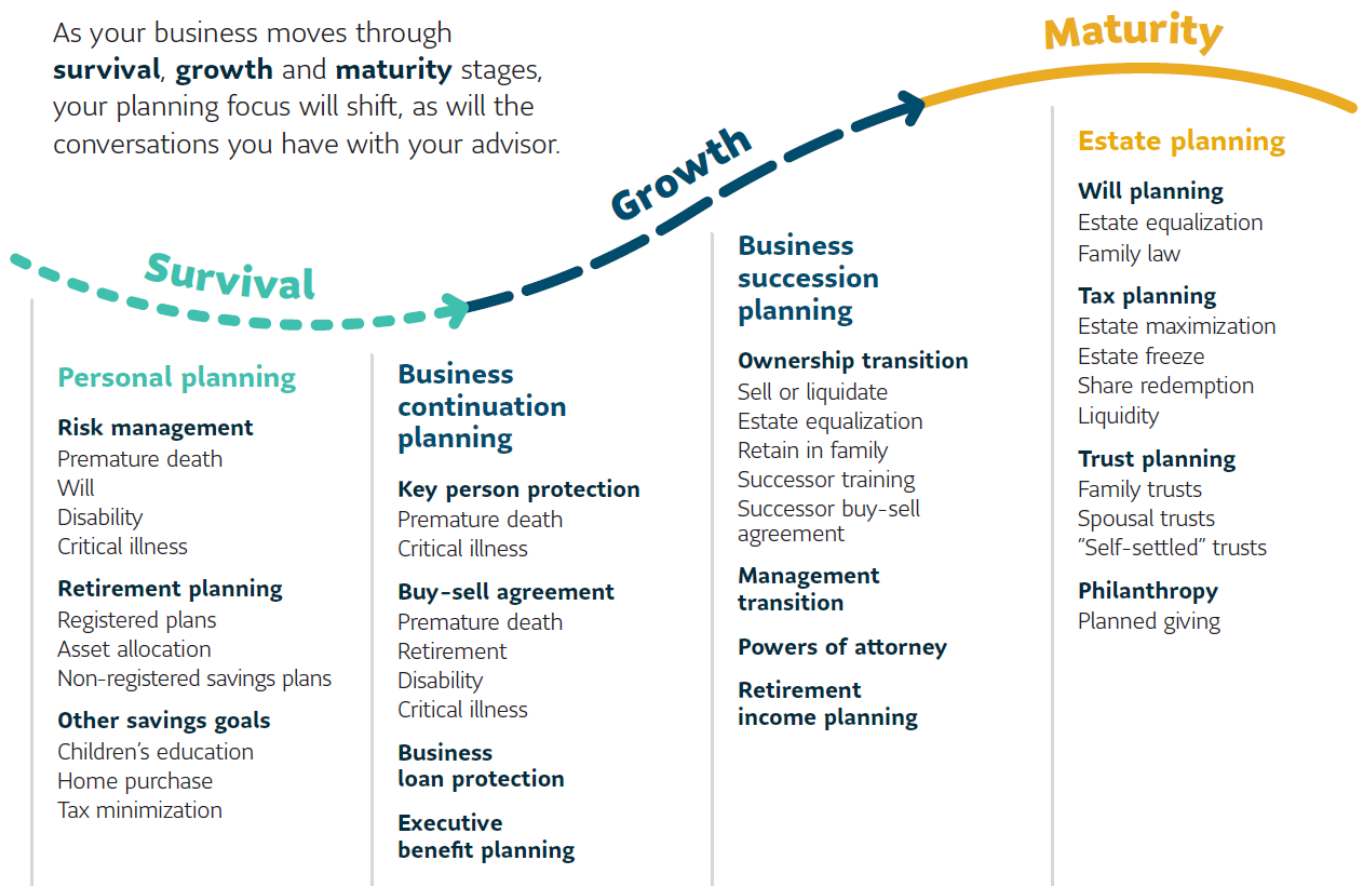 As your business moves through
survival, growth and maturity stages,
your planning focus will shift, as will the
conversations you have with your advisor.
Survival
Growth
Maturity
Personal planning
Risk management
Premature death
Will
Disability
Critical illness
Retirement planning
Registered plans
Asset allocation
Non-registered savings plans
Other savings goals
Children’s education
Home purchase
Tax minimization
Business
continuation
planning
Key person protection
Premature death
Critical illness
Buy-sell agreement
Premature death
Retirement
Disability
Critical illness
Business
loan protection
Executive
benefit planning
Business
succession
planning
Ownership transition
Sell or liquidate
Estate equalization
Retain in family
Successor training
Successor buy-sell
agreement
Management
transition
Powers of attorney
Retirement
income planning
Estate planning
Will planning
Estate equalization
Family law
Tax planning
Estate maximization
Estate freeze
Share redemption
Liquidity
Trust planning
Family trusts
Spousal trusts
”Self-settled” trusts
Philanthropy
Planned giving